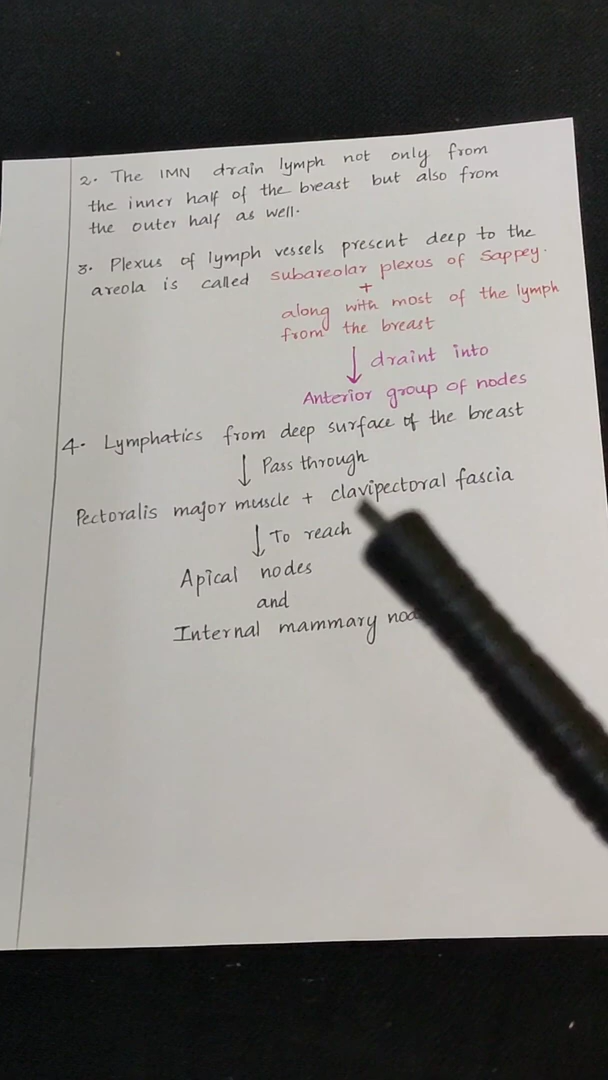 2. The IMN drain lymph not only from
the inner half of the breast but also from
the outer half as well.
3. Plexus of lymph vessels present deep to the
areola is called subareolar plexus of Sappey.
+
along with most of the lymph
from the breast
↓ draint into
Anterior group of nodes
4. Lymphatics from deep surface of the breast
↓ Pass through
Pectoralis major muscle + clavipectoral fascia
↓ To reach
Apical nodes
and
Internal mammary